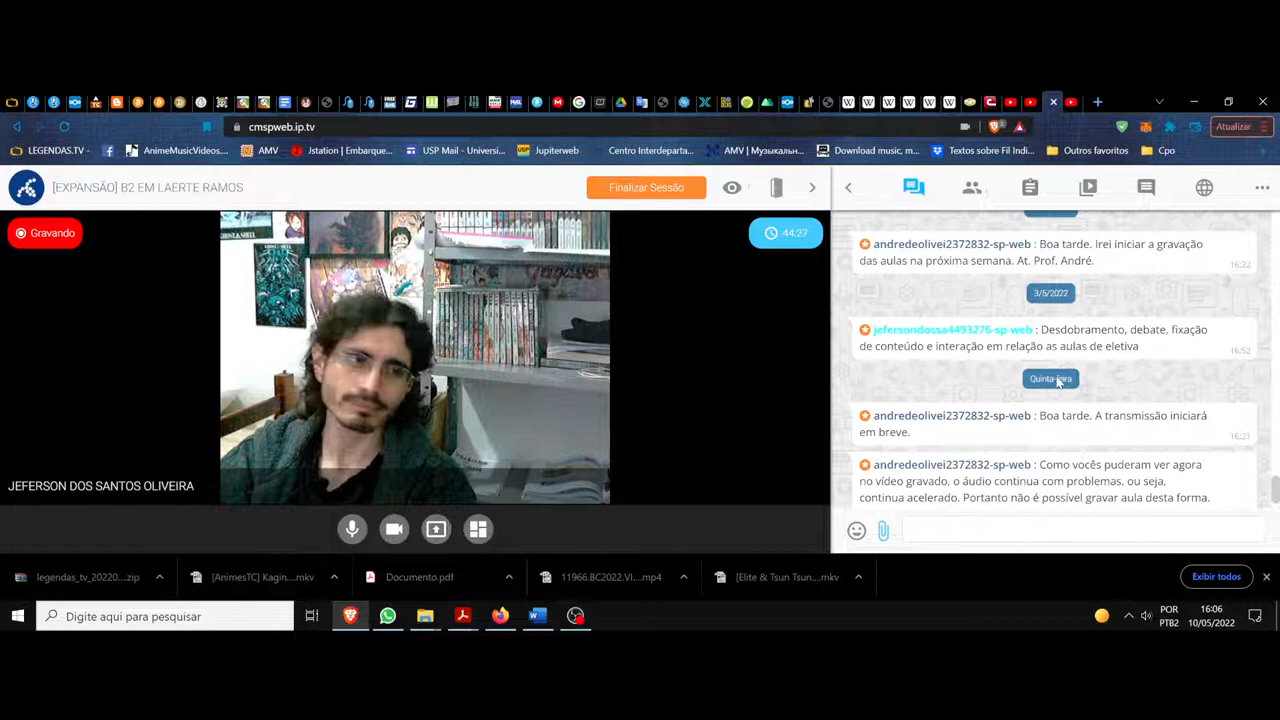 cmspweb.ip.tv
Atualizar
LEGENDAS.TV -
AnimeMusicVideos...
AMV
Jstation | Embarque...
USP Mail - Universi...
Jupiterweb
Centro Interdeparta...
AMV | Музыкальн...
Download music, m...
Textos sobre Fil Indi...
Outros favoritos
Cpo
[EXPANSÃO] B2 EM LAERTE RAMOS
Finalizar Sessão
Gravando
44:27
JEFERSON DOS SANTOS OLIVEIRA
andredeolivei2372832-sp-web : Boa tarde. Irei iniciar a gravação
das aulas na próxima semana. At. Prof. André.
16:22
3/5/2022
jefersondossa4493276-sp-web : Desdobramento, debate, fixação
de conteúdo e interação em relação as aulas de eletiva
16:52
Quinta-feira
andredeolivei2372832-sp-web : Boa tarde. A transmissão iniciará
em breve.
16:21
andredeolivei2372832-sp-web : Como vocês puderam ver agora
no vídeo gravado, o áudio continua com problemas, ou seja,
continua acelerado. Portanto não é possível gravar aula desta forma.
legendas_tv_20220....zip
[AnimesTC] Kagin....mkv
Documento.pdf
11966.BC2022.VI....mp4
[Elite & Tsun Tsun....mkv
Exibir todos
Digite aqui para pesquisar
POR
PTB2
16:06
10/05/2022